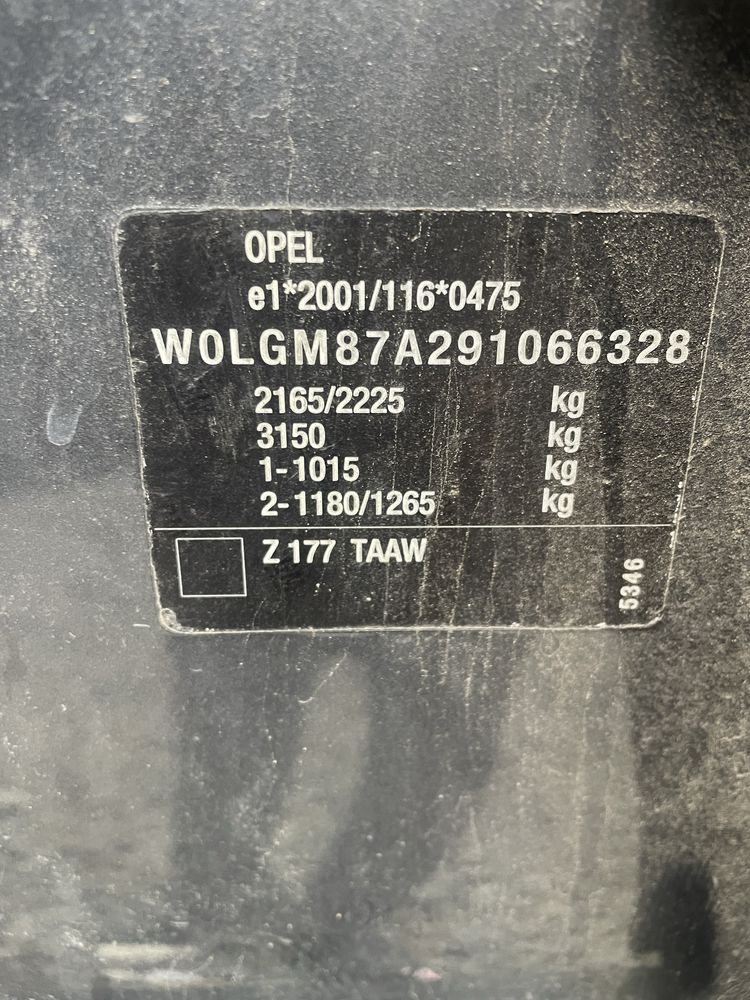 OPEL
e1*2001/116*0475
W0LGM87A291066328
2165/2225 kg
3150 kg
1-1015 kg
2-1180/1265 kg
Z 177 TAAW
5346